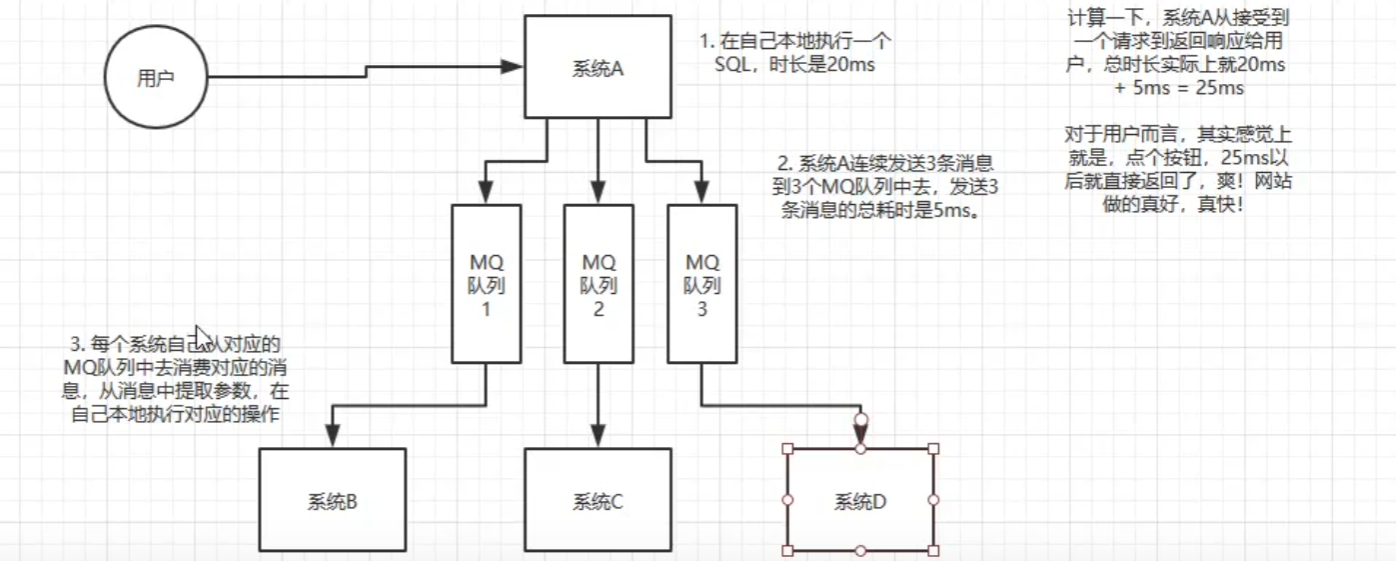 用户
系统A
1. 在自己本地执行一个
SQL，时长是20ms
计算一下，系统A从接受到
一个请求到返回响应给用
户，总时长实际上就20ms
+ 5ms = 25ms
对于用户而言，其实感觉上
就是，点个按钮，25ms以
后就直接返回了，爽！网站
做的真好，真快！
2. 系统A连续发送3条消息
到3个MQ队列中去，发送3
条消息的总耗时是5ms。
MQ
队列
1
MQ
队列
2
MQ
队列
3
3. 每个系统自己从对应的
MQ队列中去消费对应的消
息，从消息中提取参数，在
自己本地执行对应的操作
系统B
系统C
系统D